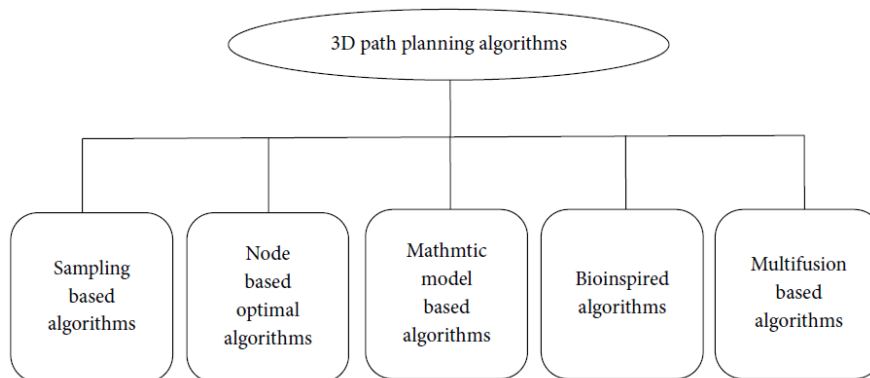 3D path planning algorithms
Sampling
based
algorithms
Node
based
optimal
algorithms
Mathmtic
model
based
algorithms
Bioinspired
algorithms
Multifusion
based
algorithms